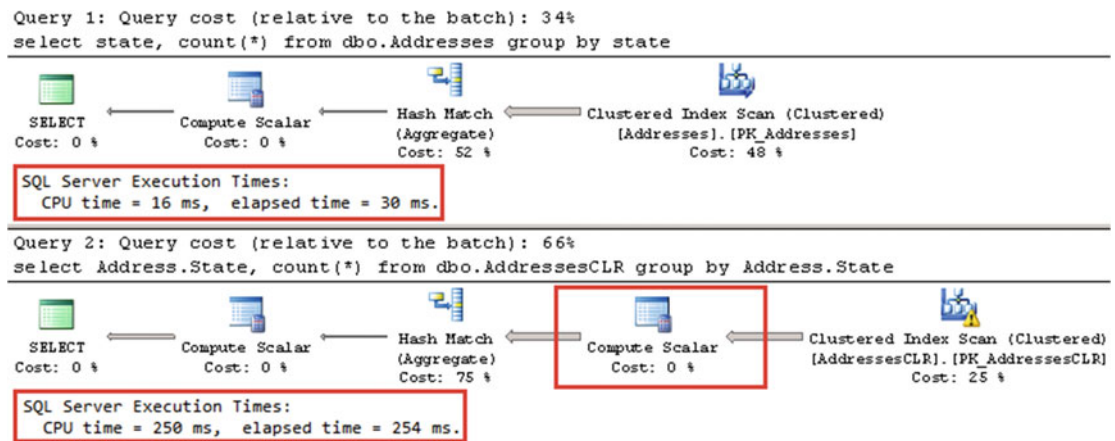 Query 1: Query cost (relative to the batch): 34%
select state, count(*) from dbo.Addresses group by state
SELECT
Cost: 0 %
Compute Scalar
Cost: 0 %
Hash Match
(Aggregate)
Cost: 52 %
Clustered Index Scan (Clustered)
[Addresses].[PK_Addresses]
Cost: 48 %
SQL Server Execution Times:
CPU time = 16 ms, elapsed time = 30 ms.
Query 2: Query cost (relative to the batch): 66%
select Address.State, count(*) from dbo.AddressesCLR group by Address.State
SELECT
Cost: 0 %
Compute Scalar
Cost: 0 %
Hash Match
(Aggregate)
Cost: 75 %
Compute Scalar
Cost: 0 %
Clustered Index Scan (Clustered)
[AddressesCLR].[PK_AddressesCLR]
Cost: 25 %
SQL Server Execution Times:
CPU time = 250 ms, elapsed time = 254 ms.